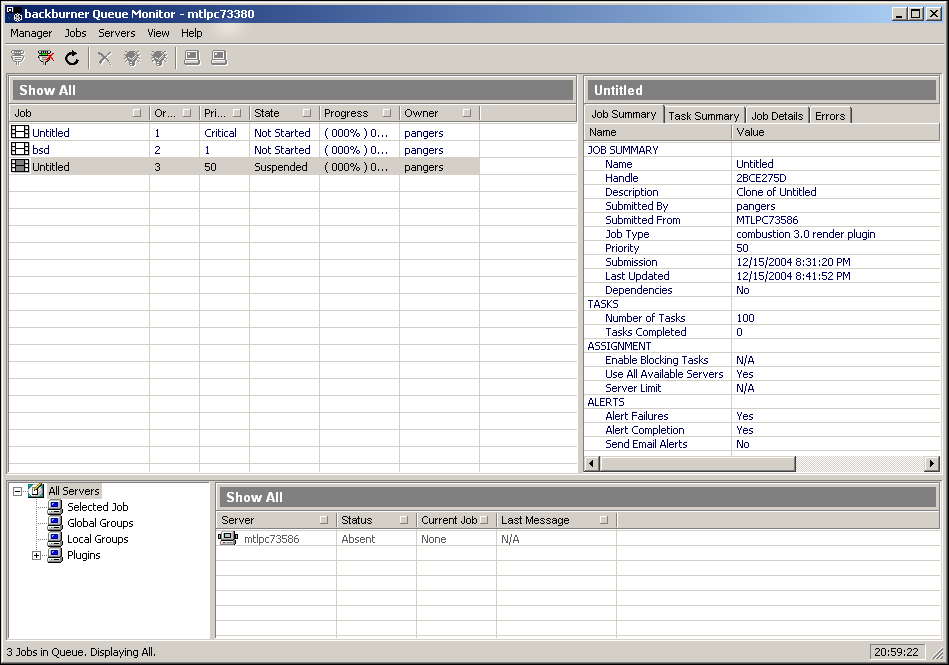 backburner Queue Monitor - mtlpc73380
Manager Jobs Servers View Help
Show All
Job Or... Pri... State Progress Owner
Untitled 1 Critical Not Started ( 000% ) 0... pangers
bsd 2 1 Not Started ( 000% ) 0... pangers
Untitled 3 50 Suspended ( 000% ) 0... pangers
Untitled
Job Summary Task Summary Job Details Errors
Name Value
JOB SUMMARY
Name Untitled
Handle 2BCE275D
Description Clone of Untitled
Submitted By pangers
Submitted From MTLPC73586
Job Type combustion 3.0 render plugin
Priority 50
Submission 12/15/2004 8:31:20 PM
Last Updated 12/15/2004 8:41:52 PM
Dependencies No
TASKS
Number of Tasks 100
Tasks Completed 0
ASSIGNMENT
Enable Blocking Tasks N/A
Use All Available Servers Yes
Server Limit N/A
ALERTS
Alert Failures Yes
Alert Completion Yes
Send Email Alerts No
All Servers
Selected Job
Global Groups
Local Groups
Plugins
Show All
Server Status Current Job Last Message
mtlpc73586 Absent None N/A
3 Jobs in Queue. Displaying All.
20:59:22